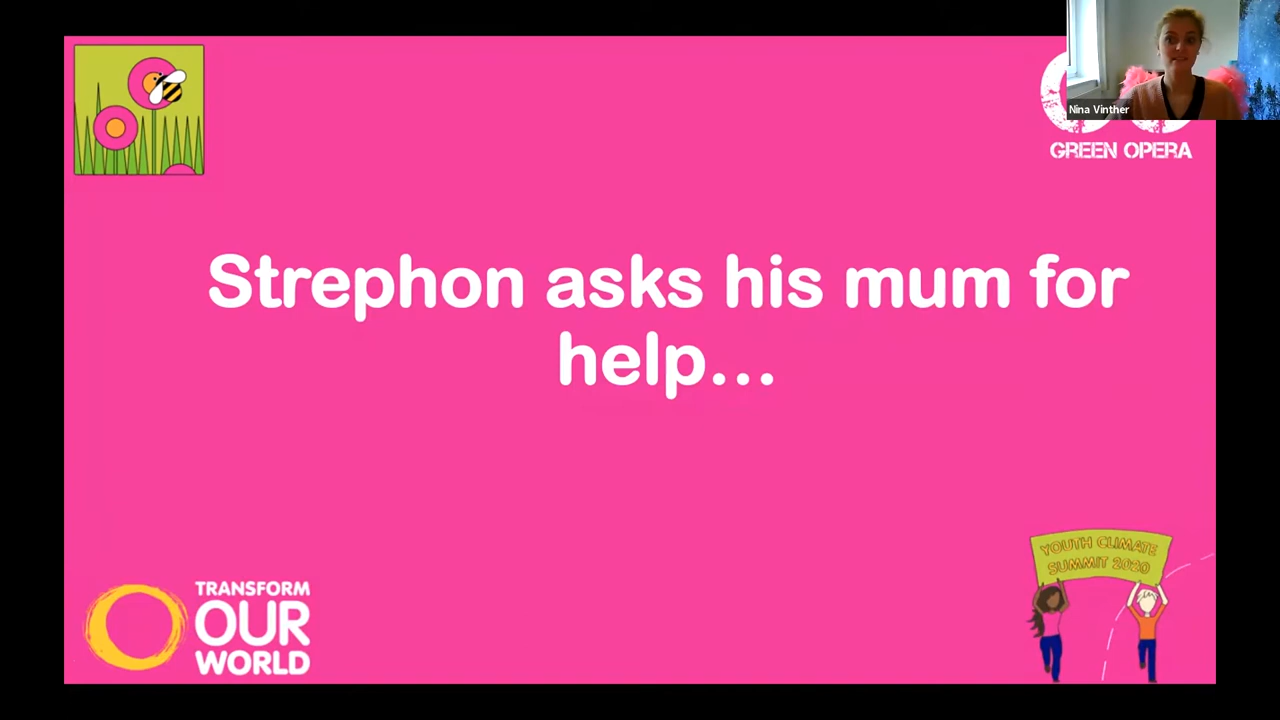 Nina Vinther
GREEN OPERA
Strephon asks his mum for
help...
YOUTH CLIMATE
SUMMIT 2020
TRANSFORM
OUR
WORLD